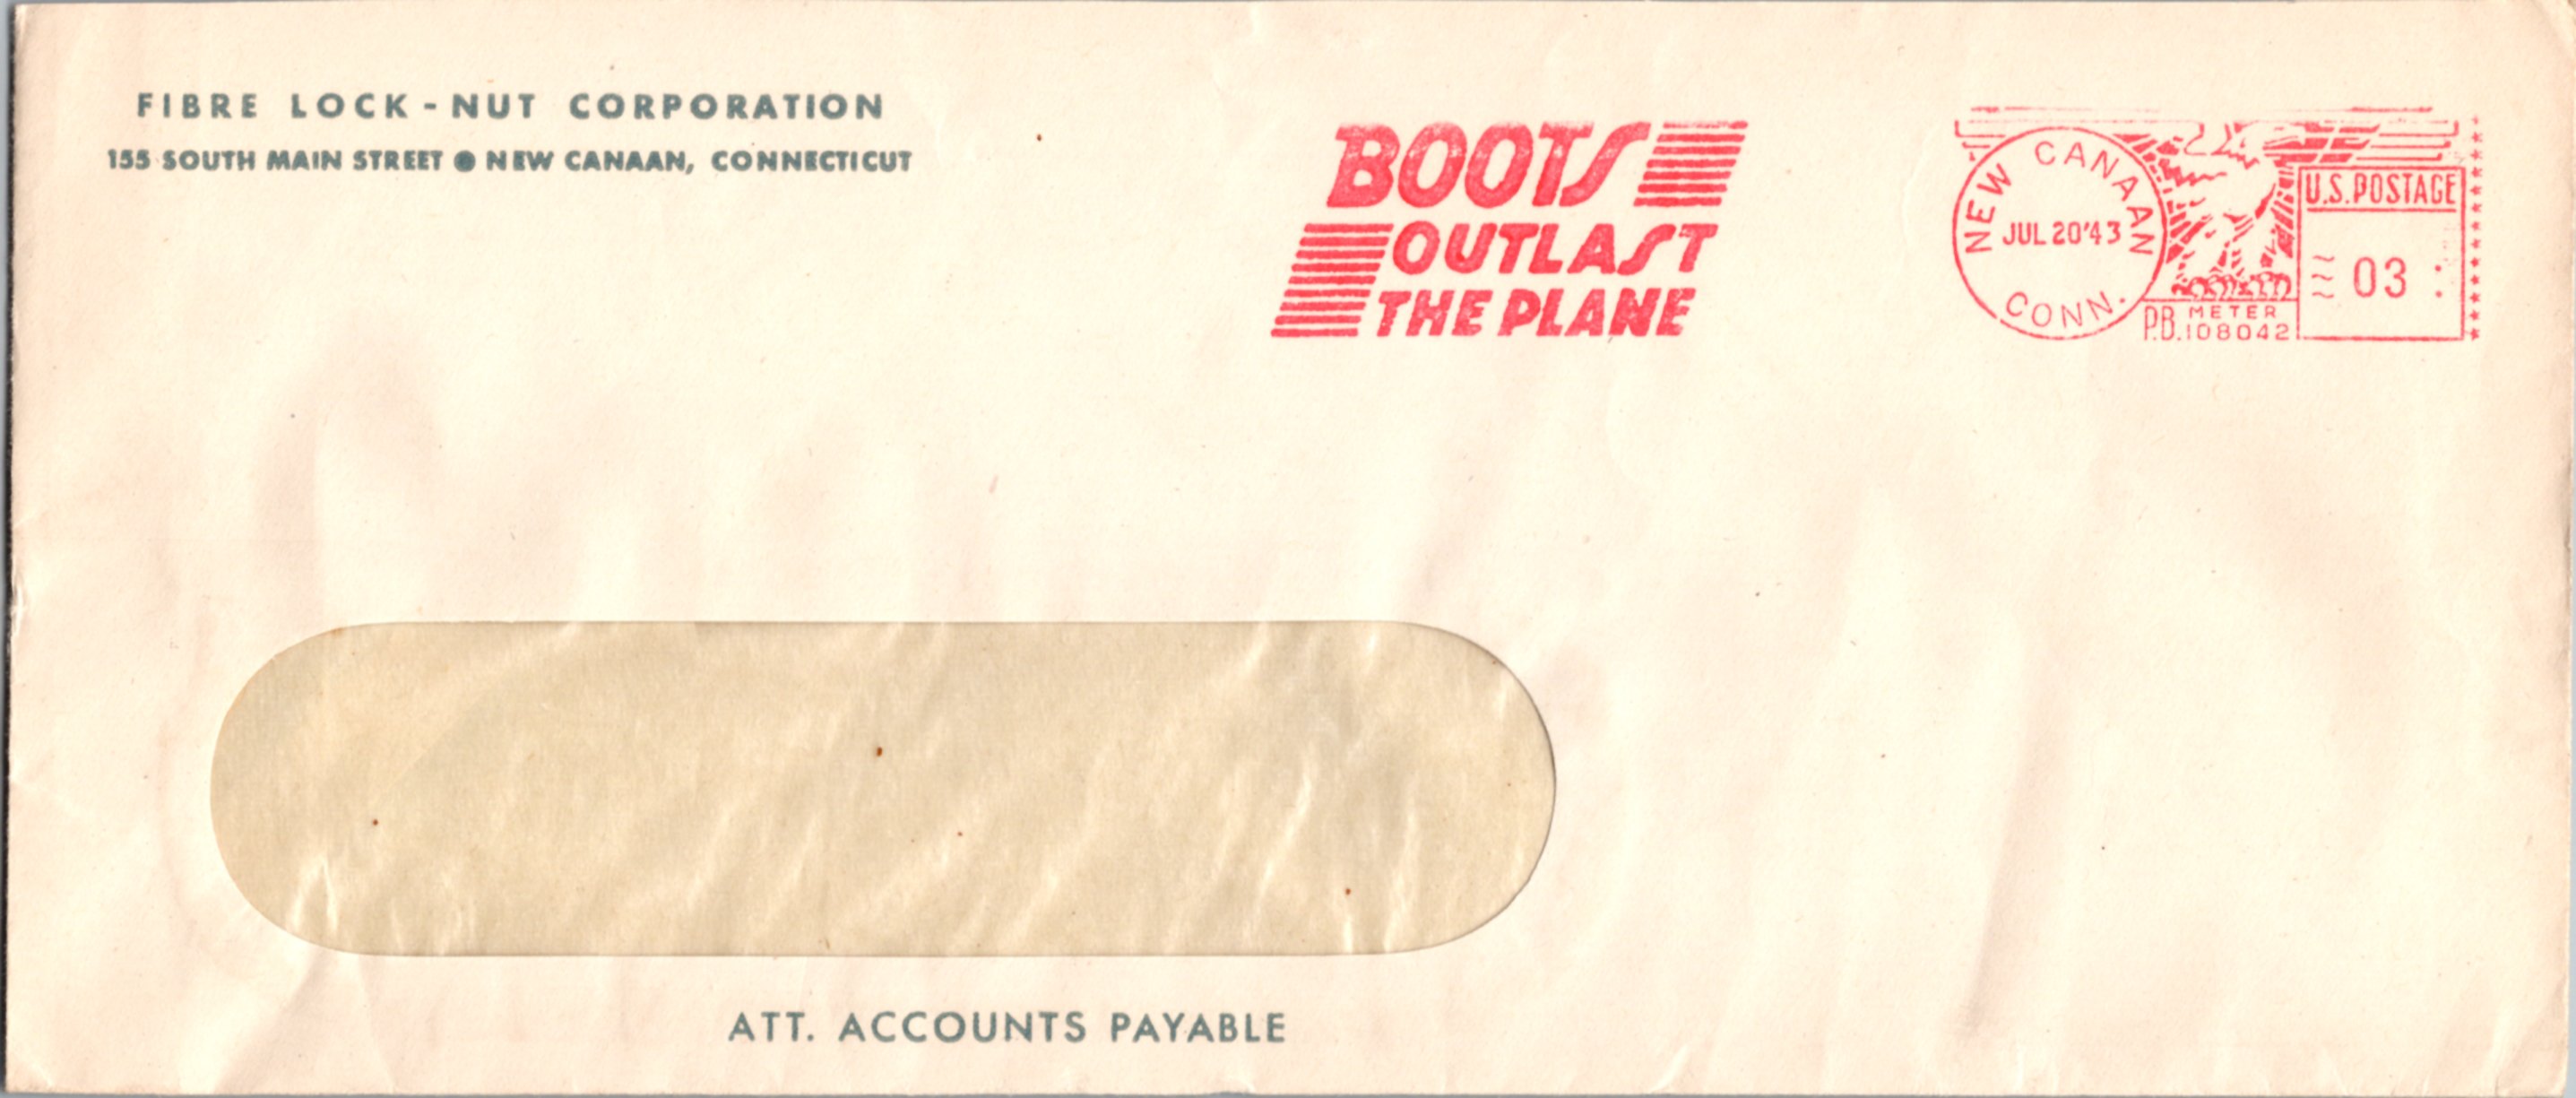 FIBRE LOCK-NUT CORPORATION
155 SOUTH MAIN STREET ● NEW CANAAN, CONNECTICUT
BOOTS
OUTLAST
THE PLANE
NEW CANAAN
JUL 20'43
CONN.
P.B. METER
108042
U.S. POSTAGE
03
ATT. ACCOUNTS PAYABLE